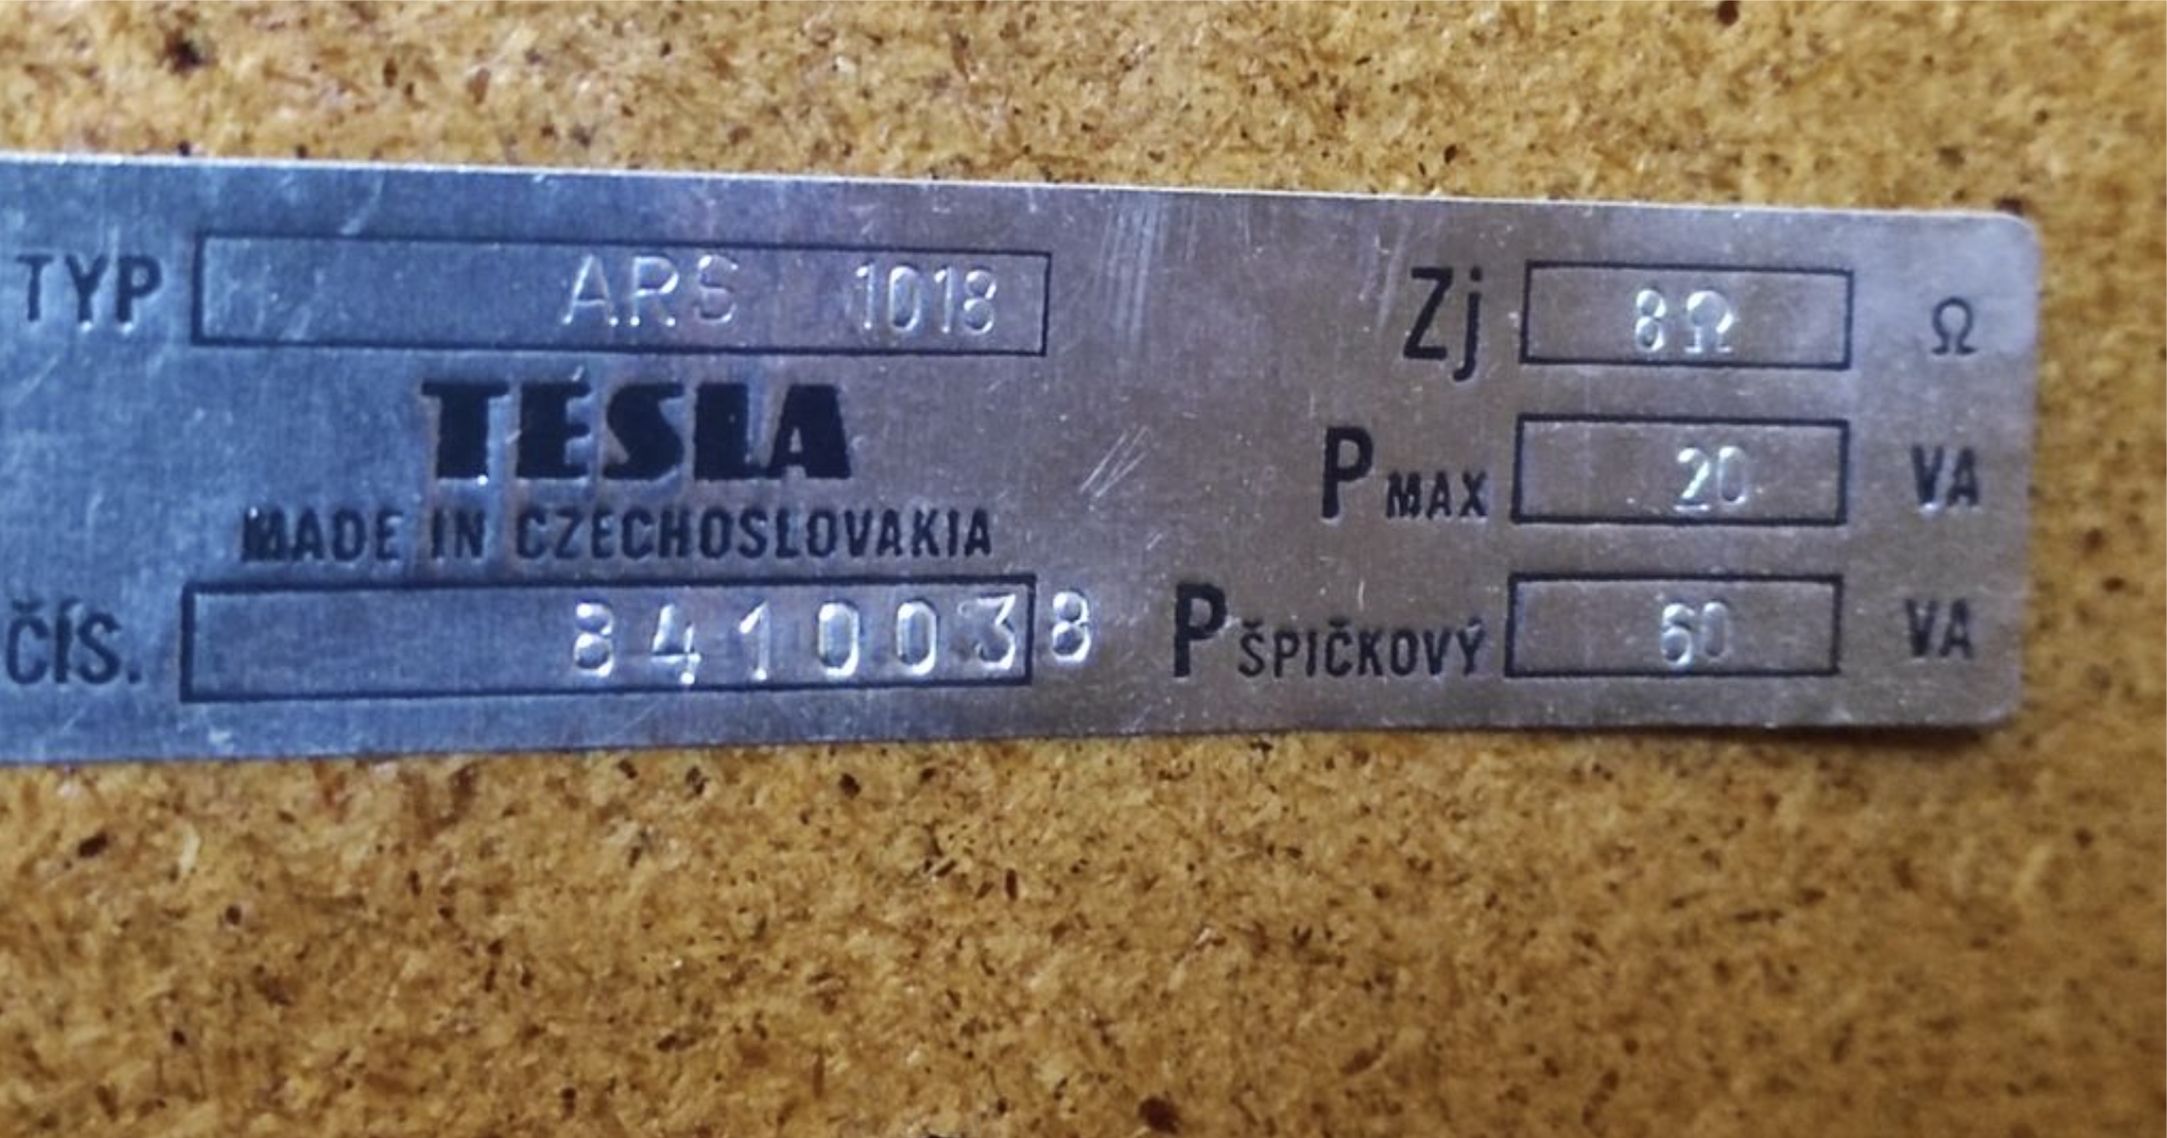 TYP ARS 1018
TESLA
MADE IN CZECHOSLOVAKIA
ČÍS. 8410038
Zj 8Ω Ω
P MAX 20 VA
P ŠPIČKOVÝ 60 VA